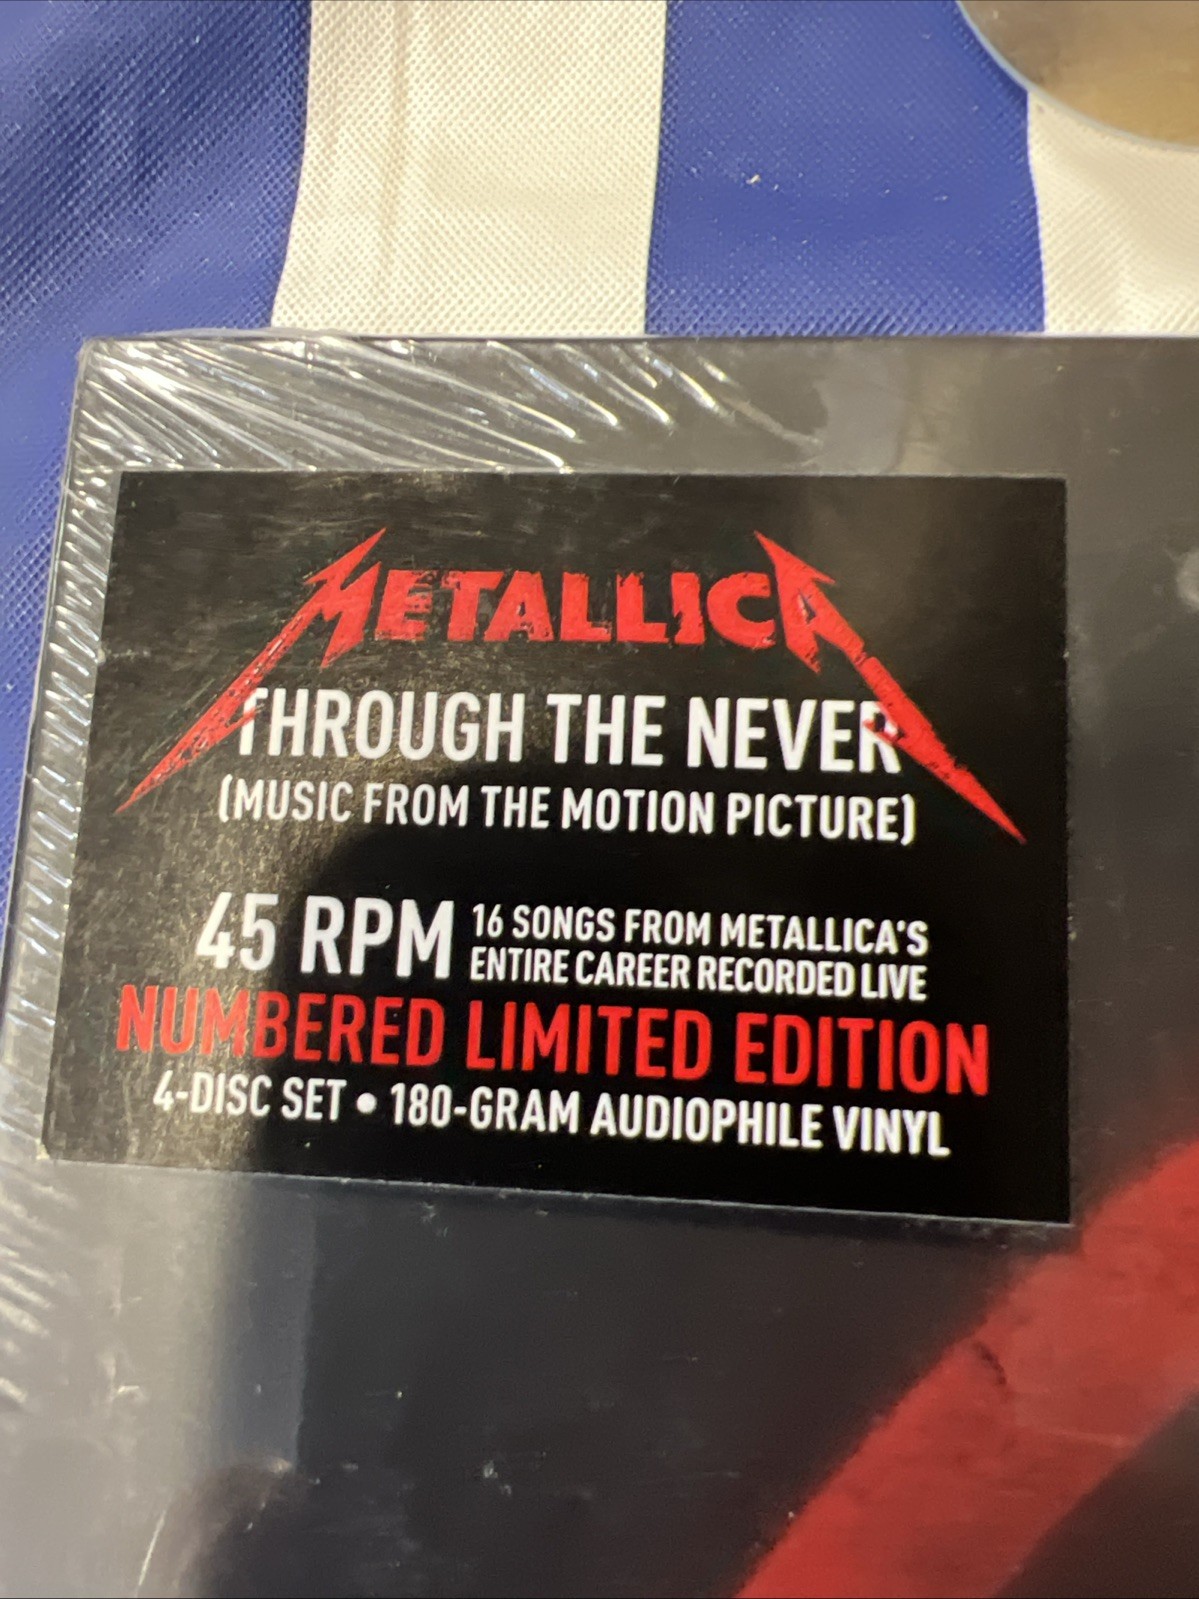 METALLICA
THROUGH THE NEVER
(MUSIC FROM THE MOTION PICTURE)
45 RPM 16 SONGS FROM METALLICA'S
ENTIRE CAREER RECORDED LIVE
NUMBERED LIMITED EDITION
4-DISC SET • 180-GRAM AUDIOPHILE VINYL